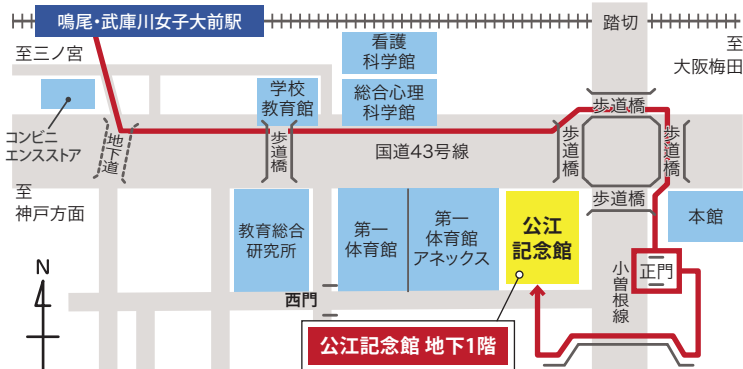 鳴尾・武庫川女子大前駅
踏切
至三ノ宮
至
大阪梅田
看護
科学館
学校
教育館
総合心理
科学館
コンビニ
エンスストア
地下道
歩道橋
国道43号線
歩道橋
歩道橋
歩道橋
歩道橋
至
神戸方面
教育総合
研究所
第一
体育館
第一
体育館
アネックス
公江
記念館
本館
小曽根線
正門
N
西門
公江記念館 地下1階